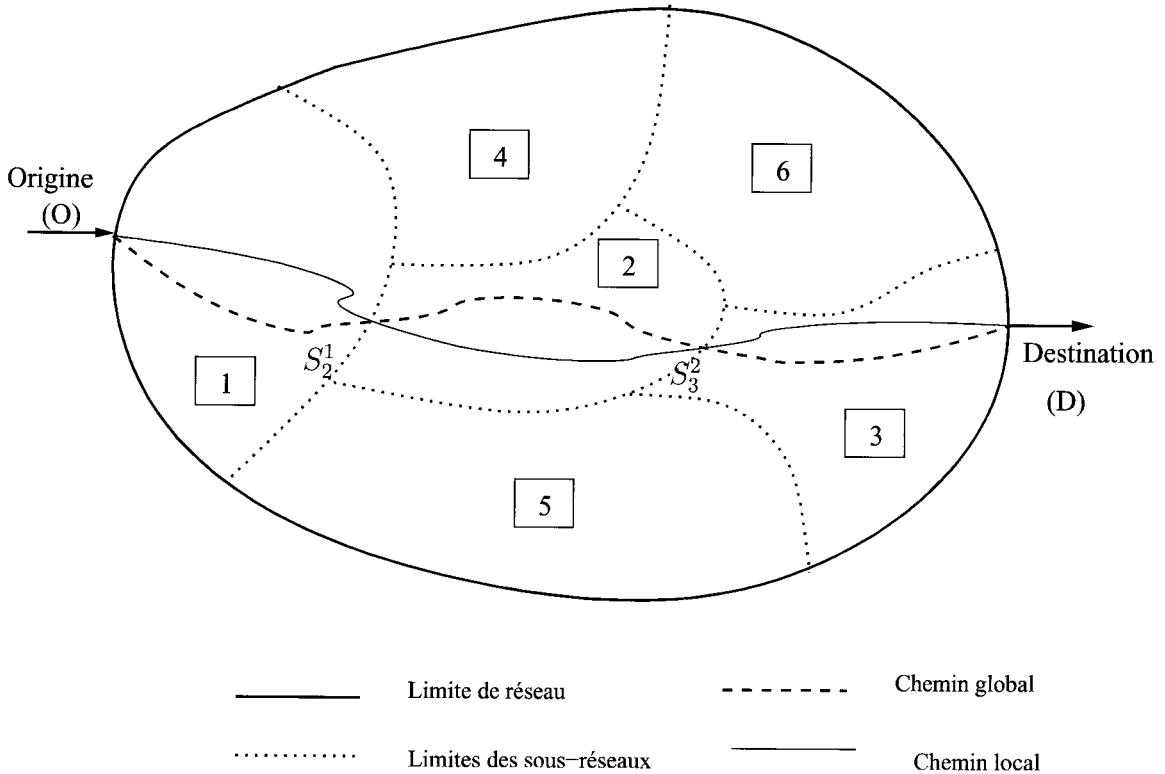 4
6
Origine
(O)
2
S_2^1
1
S_3^2
Destination
(D)
3
5
Limite de réseau
Chemin global
Limites des sous-réseaux
Chemin local